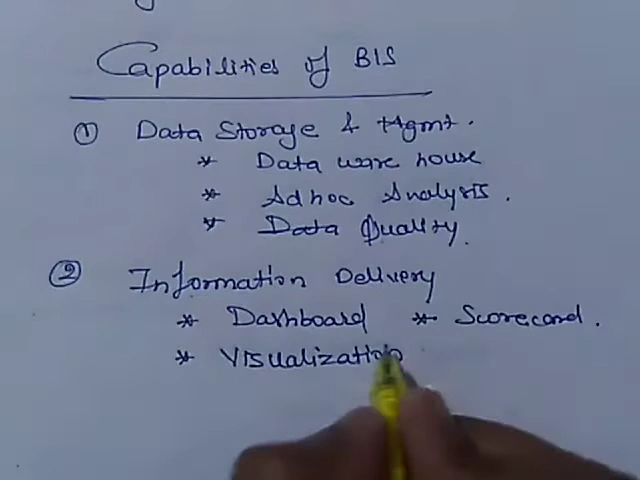 Capabilities of BIS
① Data Storage & Mgmt.
* Data ware house
* Adhoc Analysis.
* Data Quality.
② Information Delivery
* Dashboard * Scorecard.
* Visualization